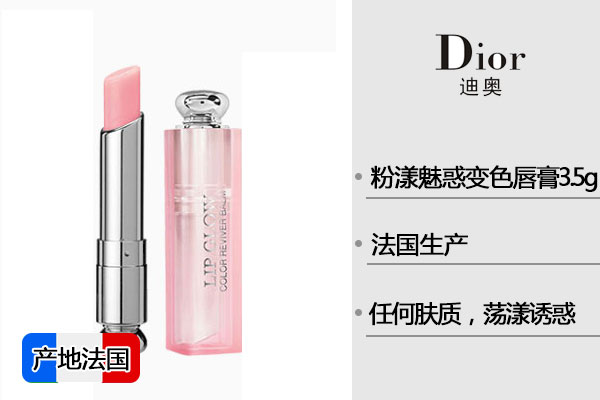 Dior
迪奥
粉漾魅惑变色唇膏3.5g
法国生产
任何肤质，荡漾诱惑
LIP GLOW
COLOR REVIVER BALM
产地法国